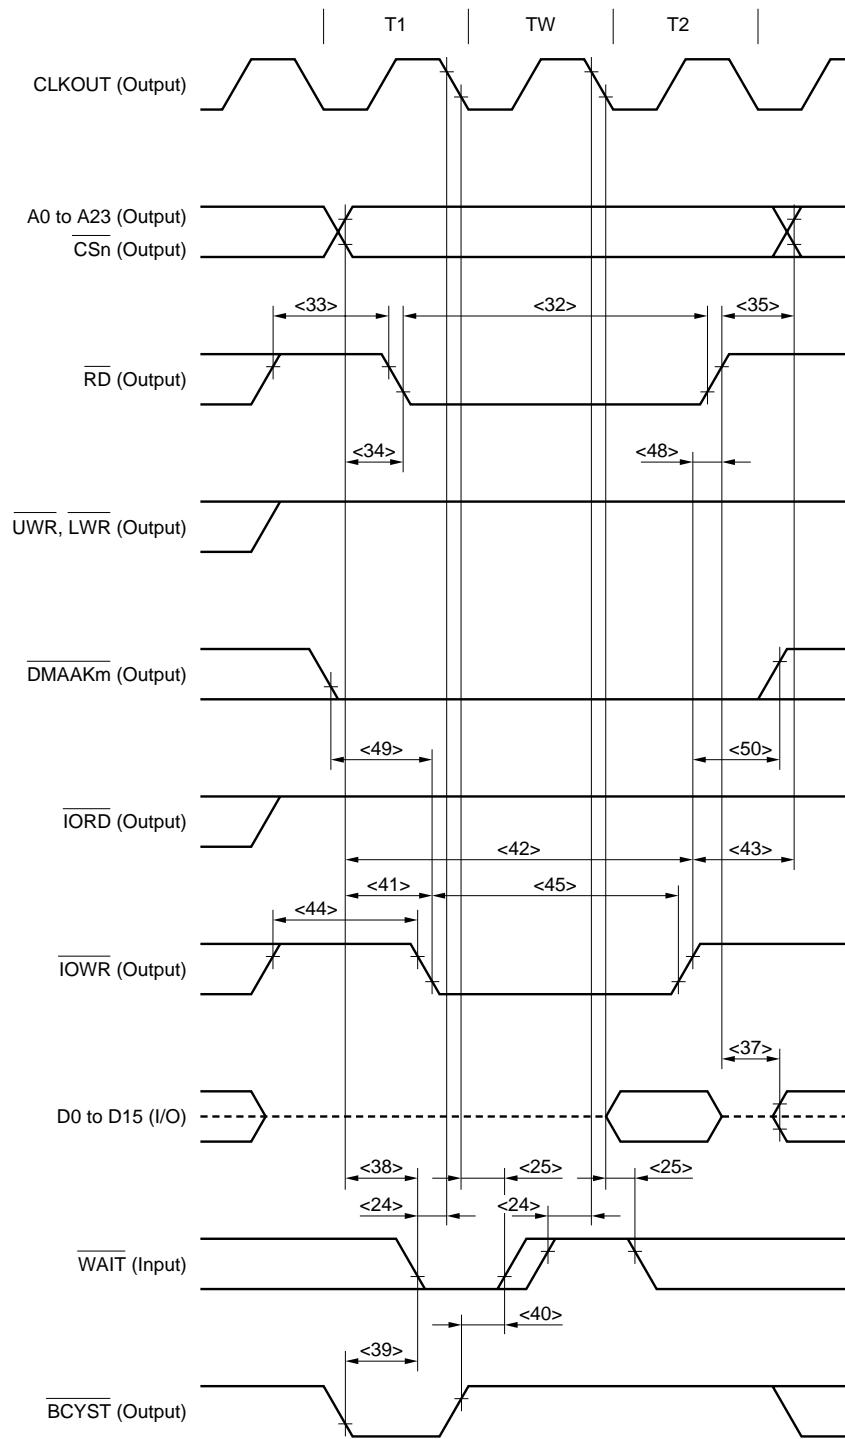 T1 TW T2
CLKOUT (Output)
A0 to A23 (Output)
CSn (Output)
<33> <32> <35>
RD (Output)
<34> <48>
UWR, LWR (Output)
DMAAKm (Output)
<49> <50>
IORD (Output)
<42> <43>
<41> <45>
<44>
IOWR (Output)
<37>
D0 to D15 (I/O)
<38> <25> <25>
<24> <24>
WAIT (Input)
<40>
<39>
BCYST (Output)